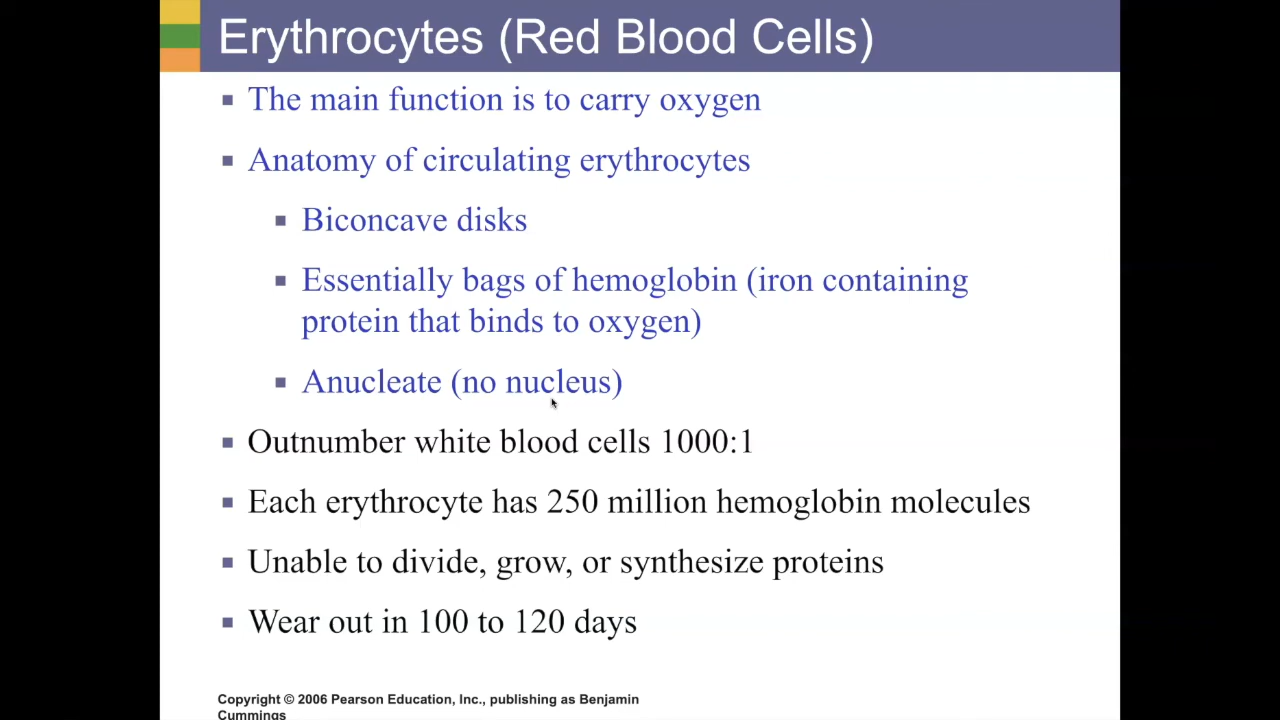 Erythrocytes (Red Blood Cells)
The main function is to carry oxygen
Anatomy of circulating erythrocytes
Biconcave disks
Essentially bags of hemoglobin (iron containing
protein that binds to oxygen)
Anucleate (no nucleus)
Outnumber white blood cells 1000:1
Each erythrocyte has 250 million hemoglobin molecules
Unable to divide, grow, or synthesize proteins
Wear out in 100 to 120 days
Copyright © 2006 Pearson Education, Inc., publishing as Benjamin
Cummings